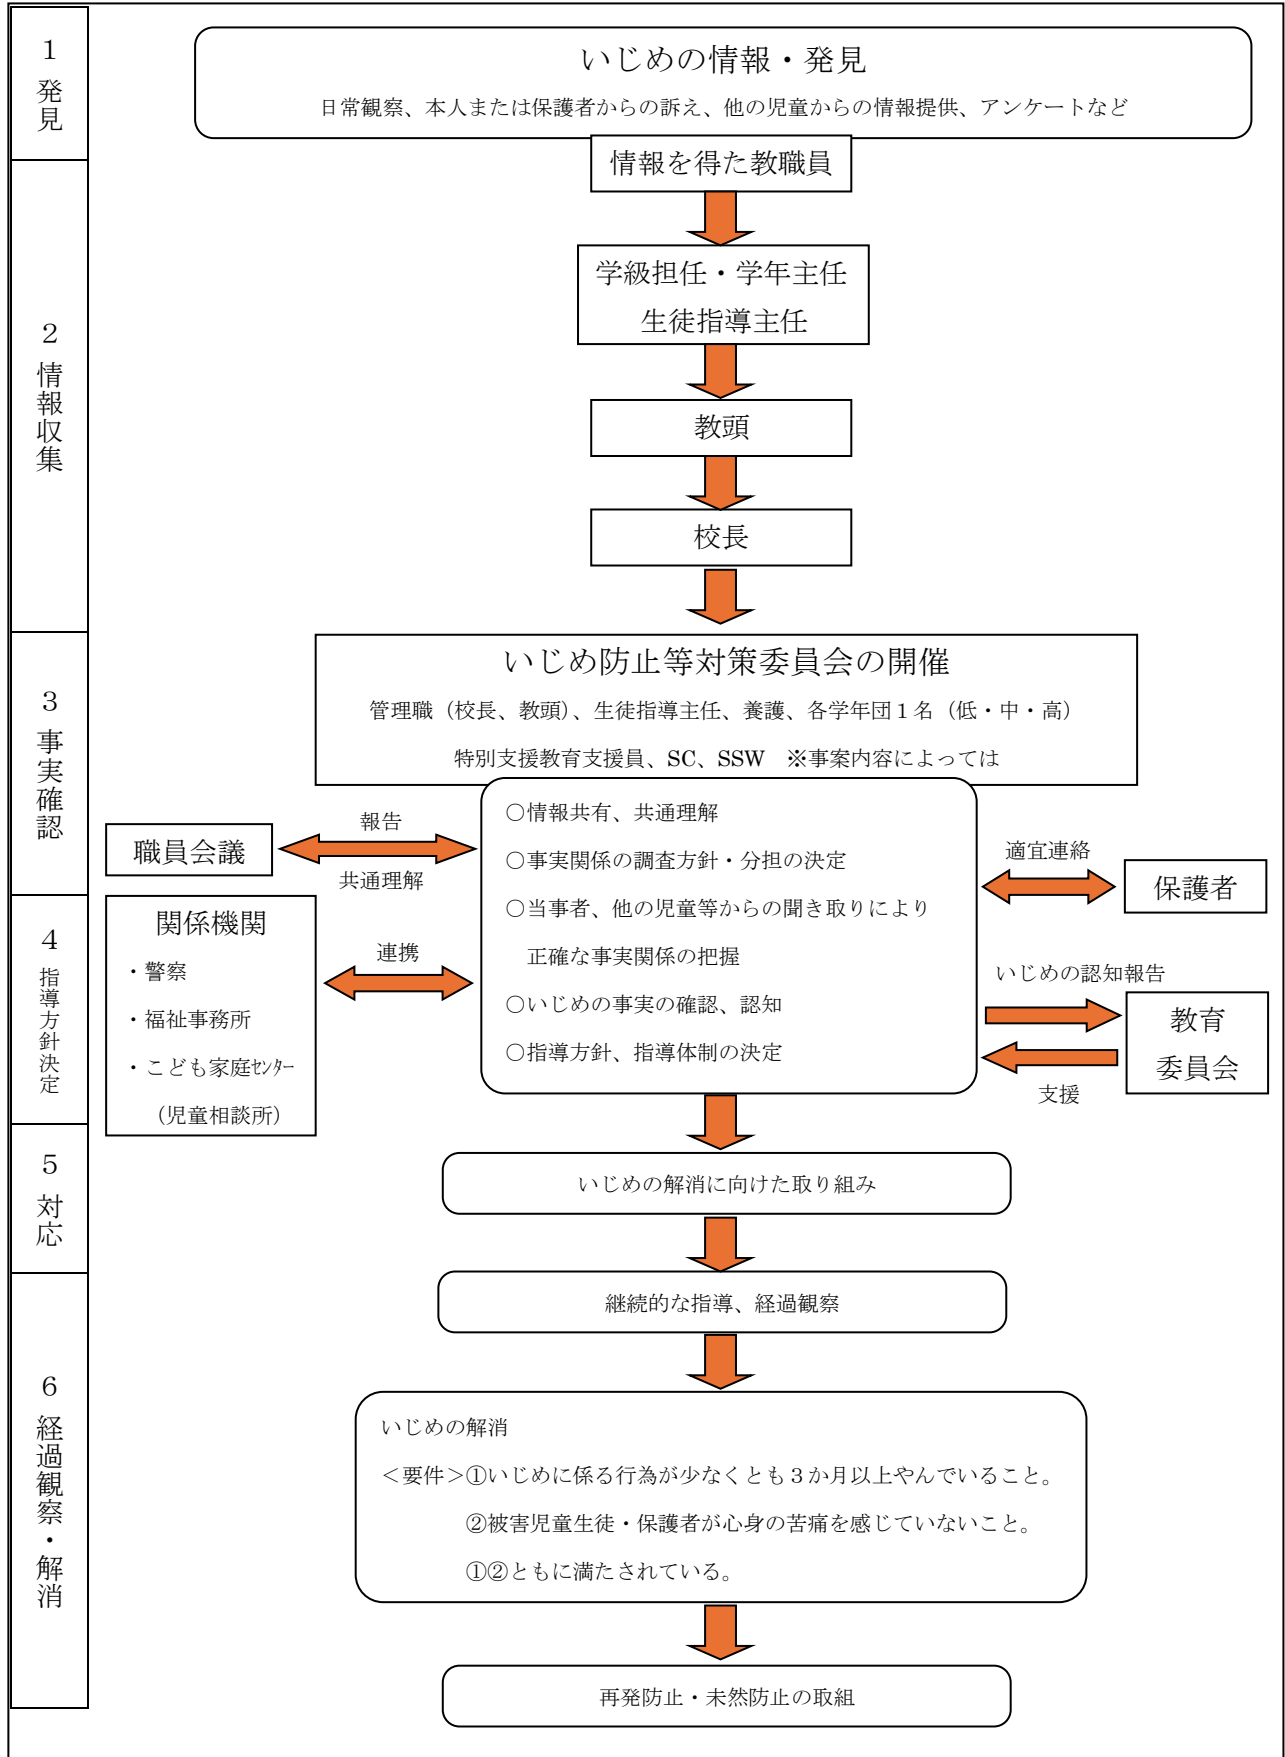 1 発見
いじめの情報・発見
日常観察、本人または保護者からの訴え、他の児童からの情報提供、アンケートなど
2 情報収集
情報を得た教職員
学級担任・学年主任
生徒指導主任
教頭
校長
3 事実確認
いじめ防止等対策委員会の開催
管理職（校長、教頭）、生徒指導主任、養護、各学年団１名（低・中・高）
特別支援教育支援員、SC、SSW　※事案内容によっては
〇情報共有、共通理解
〇事実関係の調査方針・分担の決定
〇当事者、他の児童等からの聞き取りにより
正確な事実関係の把握
〇いじめの事実の確認、認知
〇指導方針、指導体制の決定
報告
職員会議
共通理解
適宜連絡
保護者
4 指導方針決定
関係機関
・警察
・福祉事務所
・こども家庭ｾﾝﾀｰ
（児童相談所）
連携
いじめの認知報告
教育
委員会
支援
5 対応
いじめの解消に向けた取り組み
6 経過観察・解消
継続的な指導、経過観察
いじめの解消
＜要件＞①いじめに係る行為が少なくとも３か月以上やんでいること。
②被害児童生徒・保護者が心身の苦痛を感じていないこと。
①②ともに満たされている。
再発防止・未然防止の取組